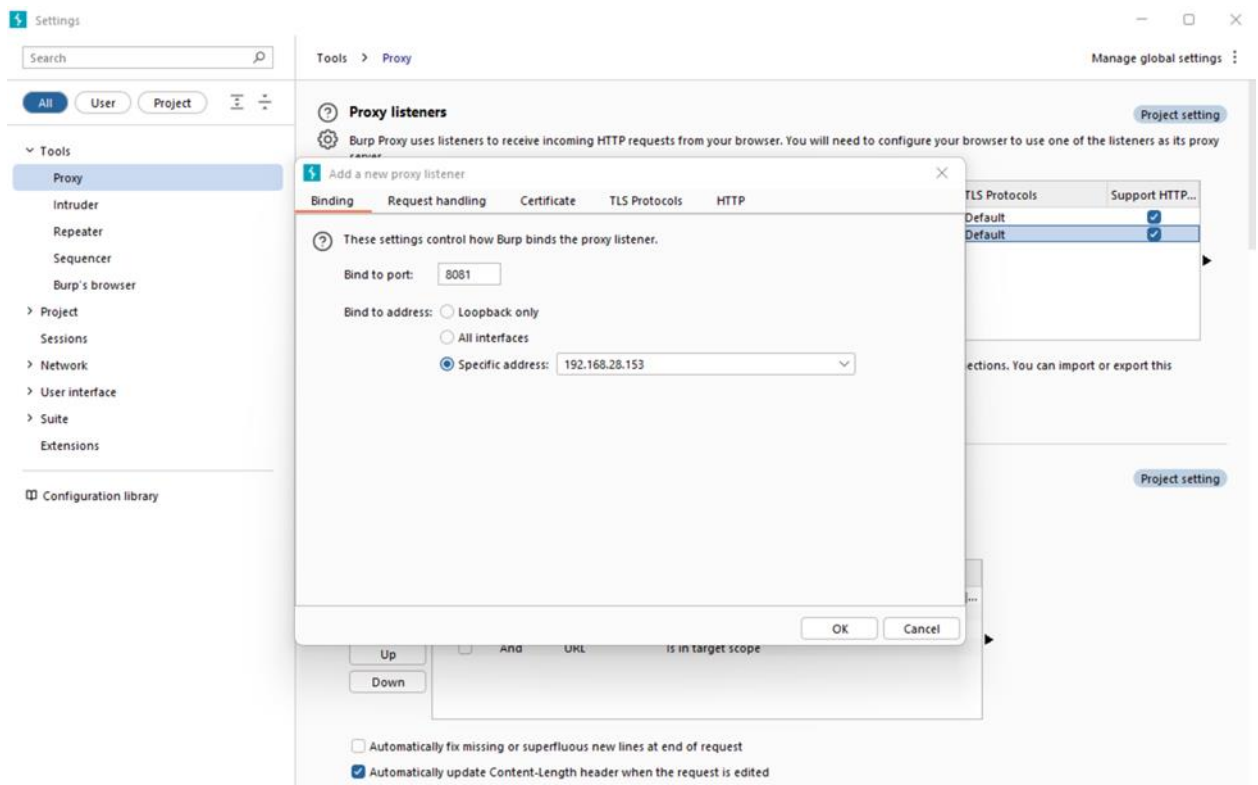 Settings
Search
All User Project
Tools
Proxy
Intruder
Repeater
Sequencer
Burp's browser
Project
Sessions
Network
User interface
Suite
Extensions
Configuration library
Tools > Proxy
Manage global settings
Proxy listeners
Project setting
Burp Proxy uses listeners to receive incoming HTTP requests from your browser. You will need to configure your browser to use one of the listeners as its proxy
server.
TLS Protocols Support HTTP...
Default
Default
Add a new proxy listener
Binding Request handling Certificate TLS Protocols HTTP
These settings control how Burp binds the proxy listener.
Bind to port: 8081
Bind to address: Loopback only
All interfaces
Specific address: 192.168.28.153
OK Cancel
ections. You can import or export this
Project setting
Up
And URL Is in target scope
Down
Automatically fix missing or superfluous new lines at end of request
Automatically update Content-Length header when the request is edited